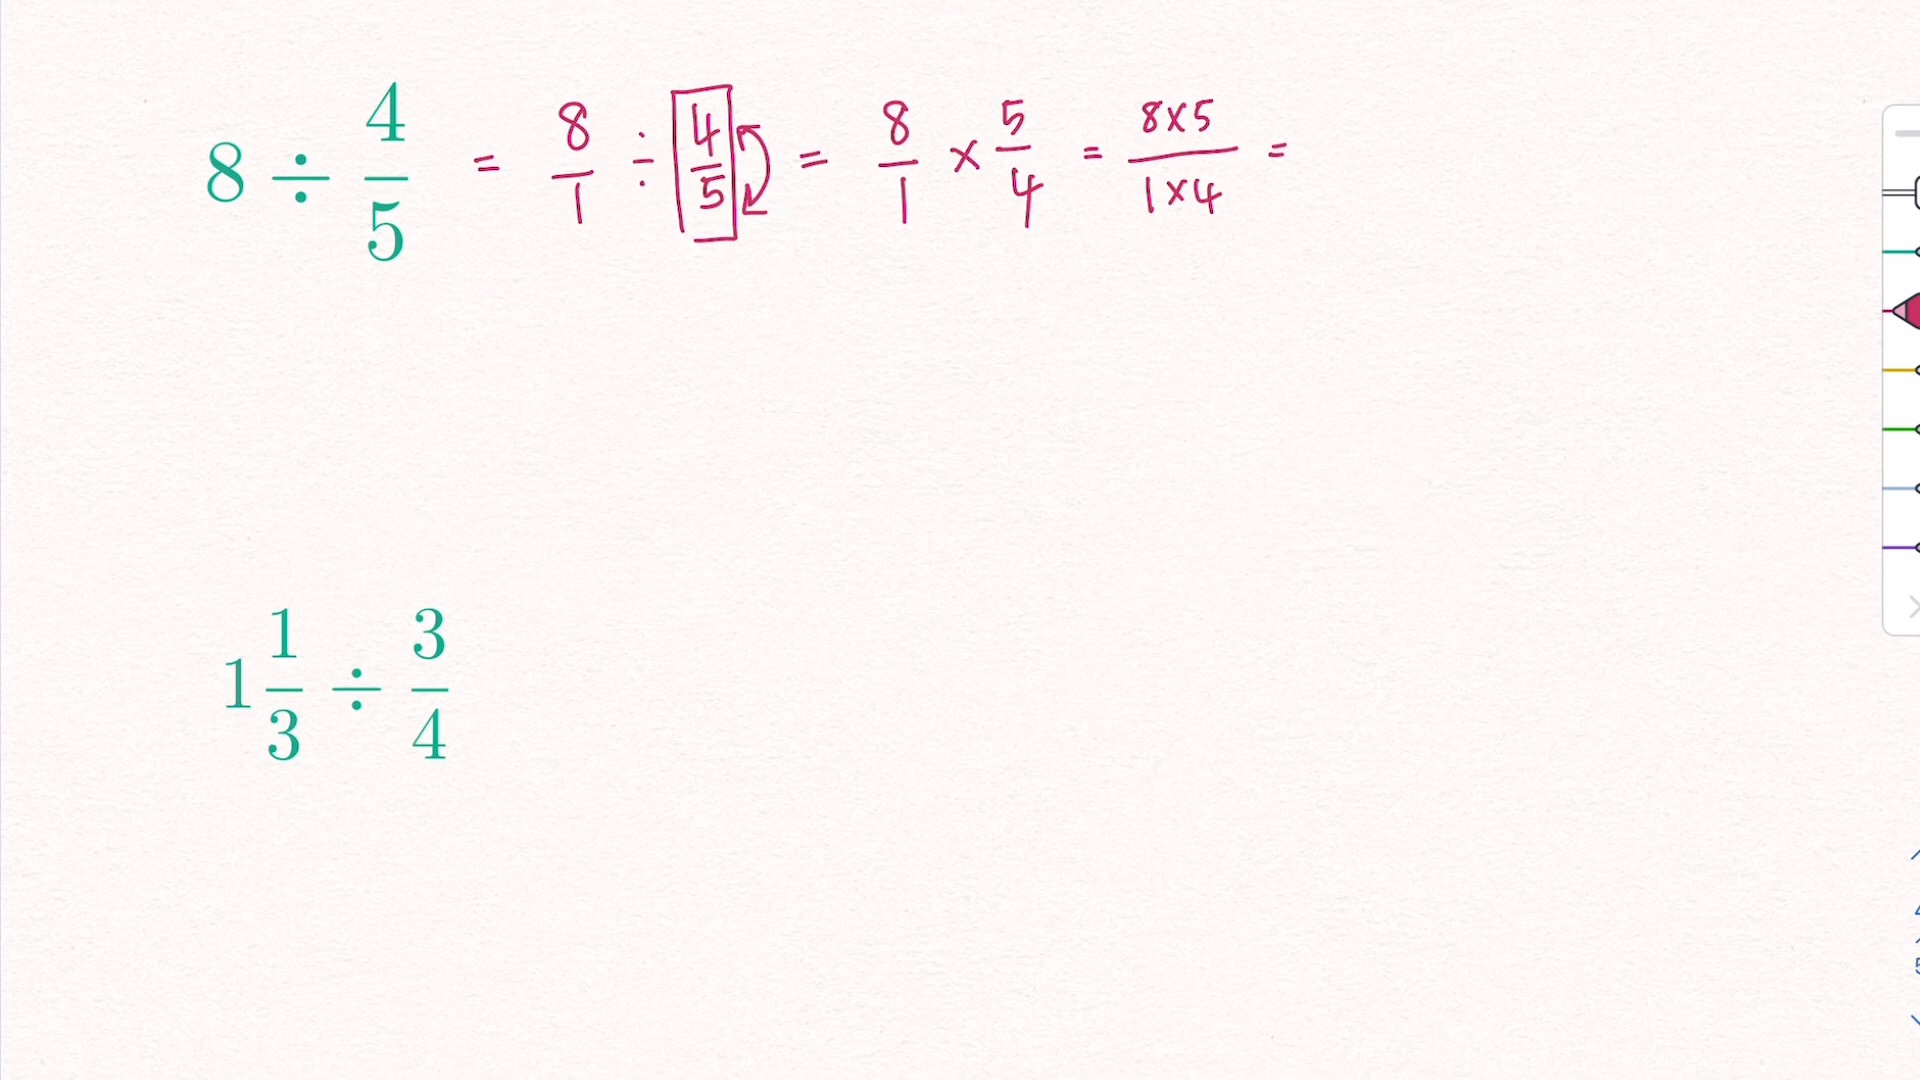 8 ÷ 4/5 = 8/1 ÷ 4/5 = 8/1 × 5/4 = 8×5/1×4 =
1 1/3 ÷ 3/4